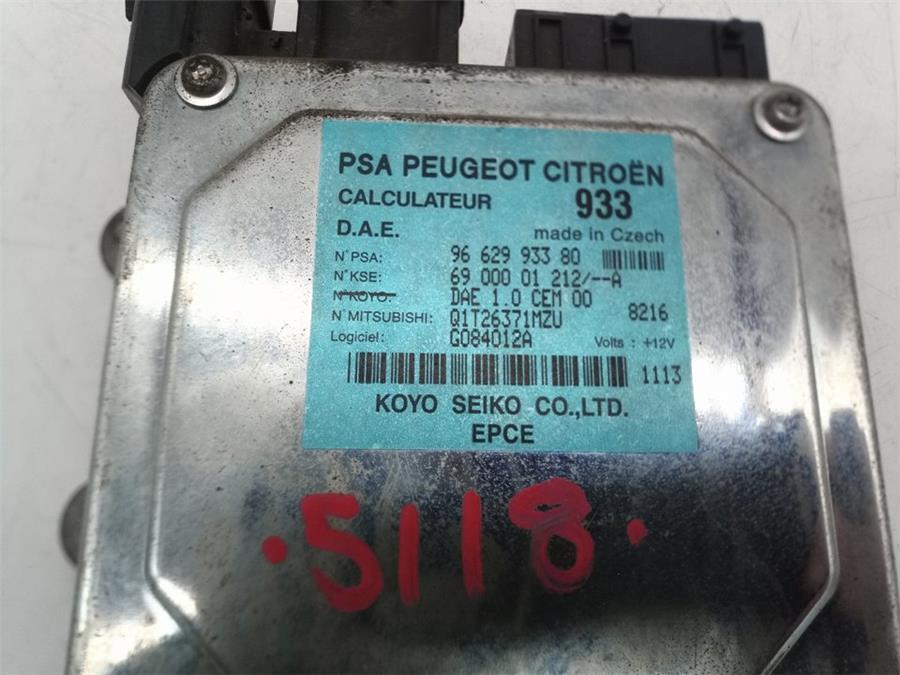 PSA PEUGEOT CITROËN
CALCULATEUR 933
D.A.E. made in Czech
N°PSA: 96 629 933 80
N°KSE: 69 000 01 212/--A
N°KOYO: DAE 1.0 CEM 00
N°MITSUBISHI: Q1T26371MZU 8216
Logiciel: G084012A Volts : +12V
1113
KOYO SEIKO CO.,LTD.
EPCE
·5118·